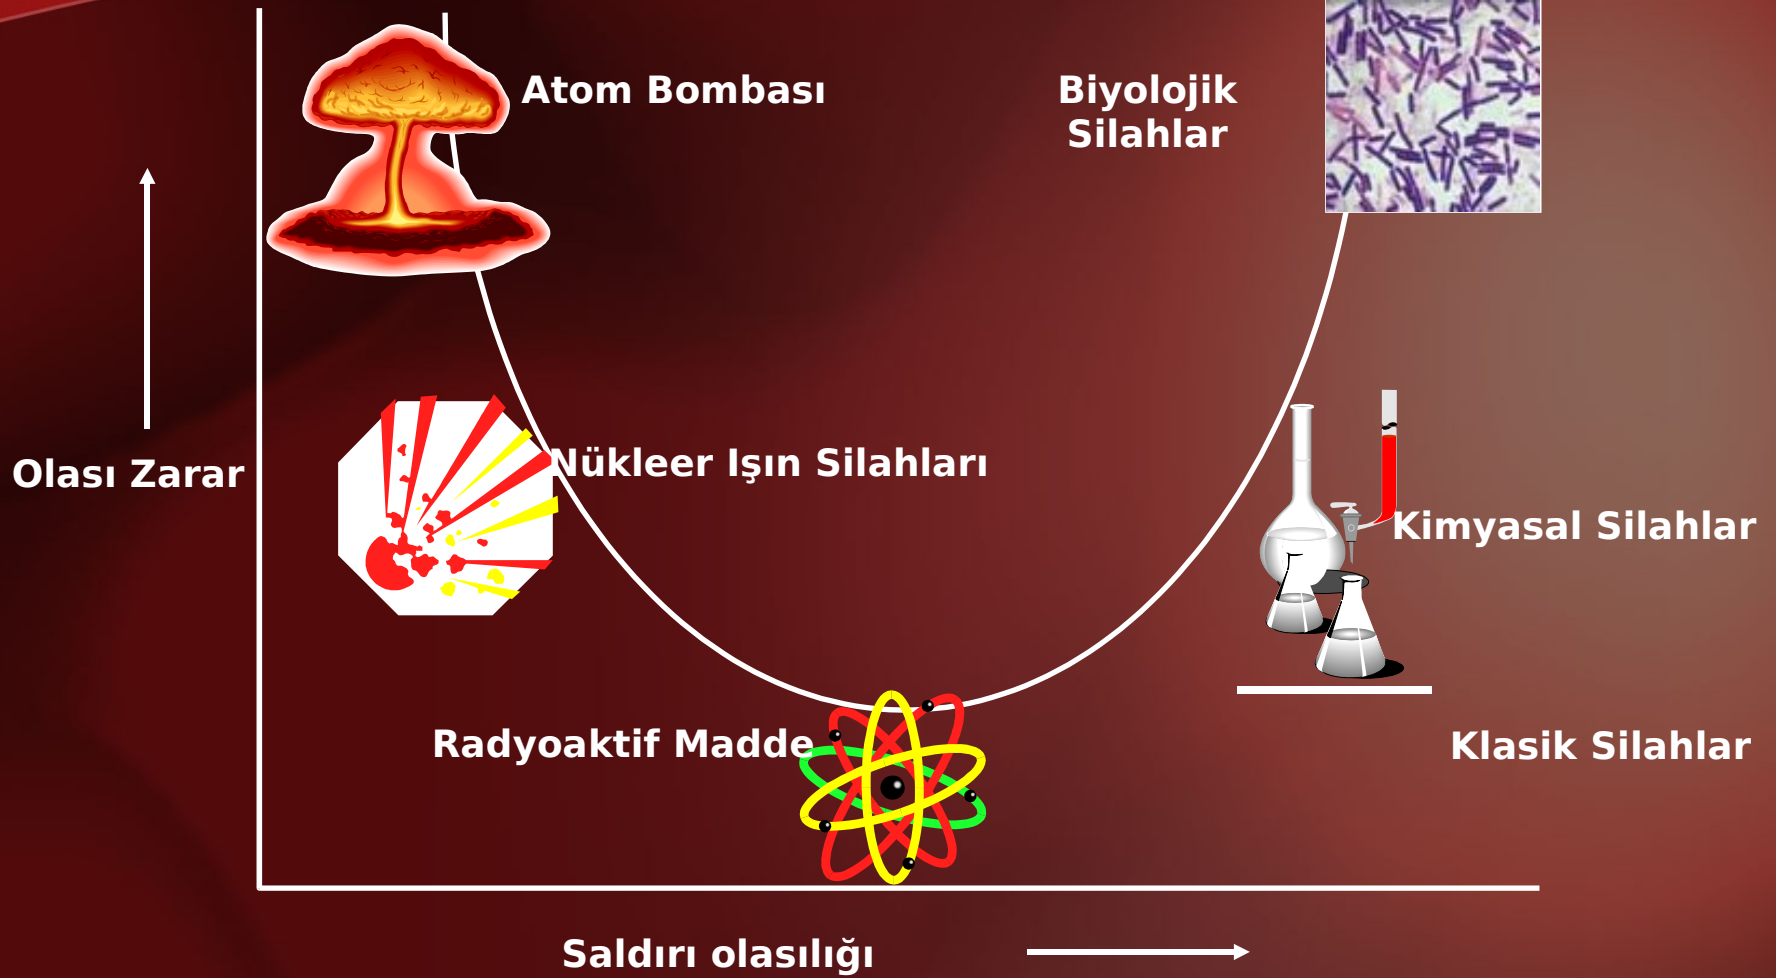 Atom Bombası
Biyolojik
Silahlar
Nükleer Işın Silahları
Olası Zarar
Kimyasal Silahlar
Radyoaktif Madde
Klasik Silahlar
Saldırı olasılığı